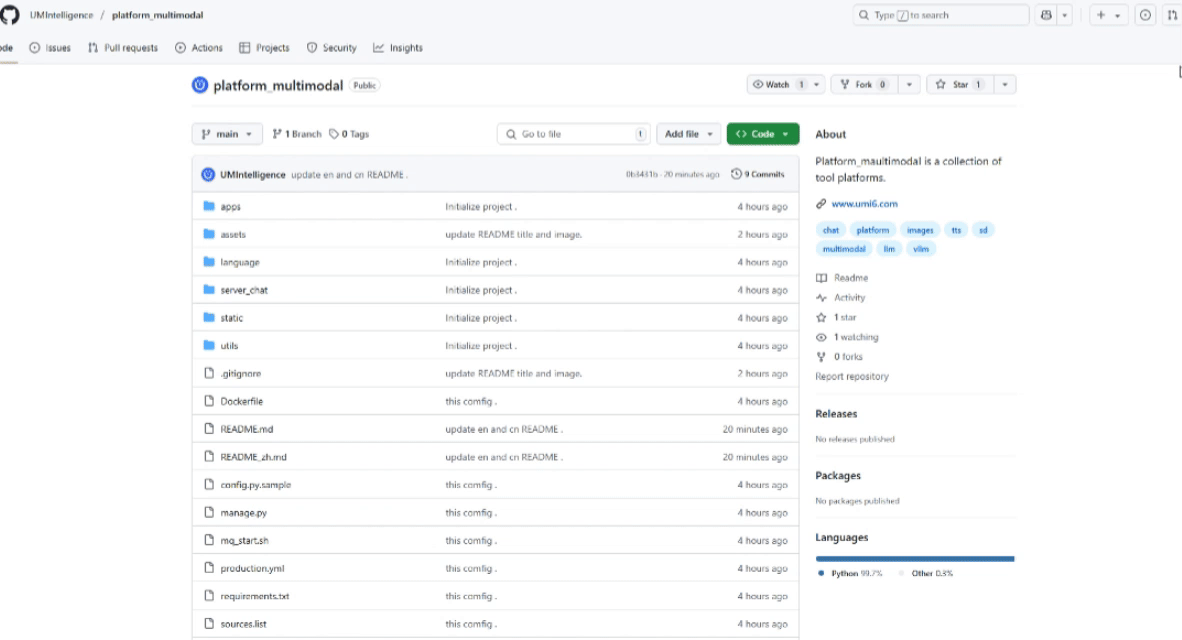 UMIntelligence / platform_multimodal
Type / to search
ode Issues Pull requests Actions Projects Security Insights
platform_multimodal Public
Watch 1 Fork 0 Star 1
main 1 Branch 0 Tags
Go to file t Add file Code
UMIntelligence update en and cn README . 0b3431b · 20 minutes ago 9 Commits
apps Initialize project . 4 hours ago
assets update README title and image. 2 hours ago
language Initialize project . 4 hours ago
server_chat Initialize project . 4 hours ago
static Initialize project . 4 hours ago
utils Initialize project . 4 hours ago
.gitignore update README title and image. 2 hours ago
Dockerfile this comfig . 4 hours ago
README.md update en and cn README . 20 minutes ago
README_zh.md update en and cn README . 20 minutes ago
config.py.sample this comfig . 4 hours ago
manage.py this comfig . 4 hours ago
mq_start.sh this comfig . 4 hours ago
production.yml this comfig . 4 hours ago
requirements.txt this comfig . 4 hours ago
sources.list this comfig . 4 hours ago
About
Platform_maultimodal is a collection of
tool platforms.
www.umi6.com
chat platform images tts sd
multimodal llm vllm
Readme
Activity
1 star
1 watching
0 forks
Report repository
Releases
No releases published
Packages
No packages published
Languages
Python 99.7% Other 0.3%